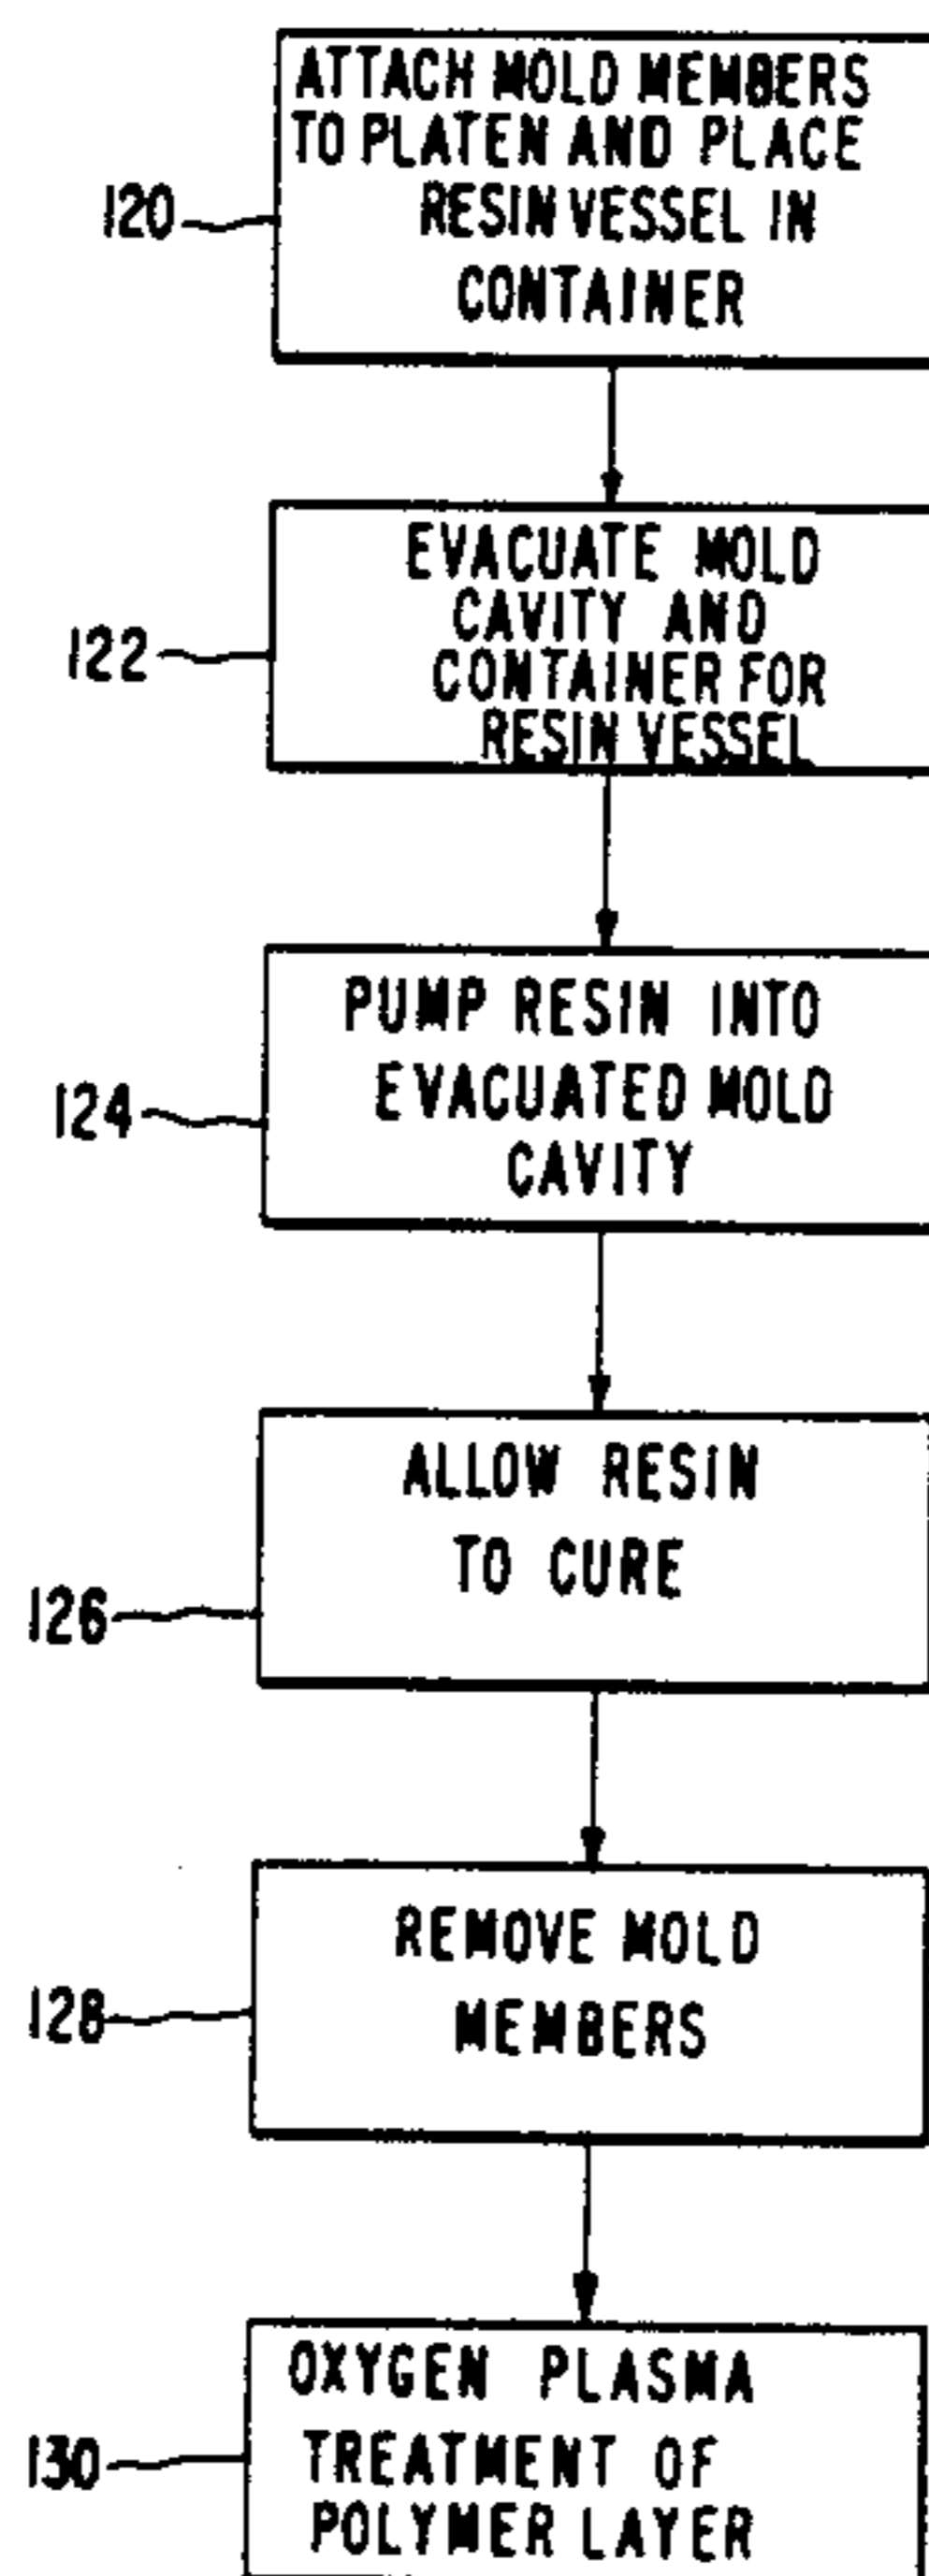 ATTACH MOLD MEMBERS
TO PLATEN AND PLACE
RESIN VESSEL IN
CONTAINER
120
EVACUATE MOLD
CAVITY AND
CONTAINER FOR
RESIN VESSEL
122
PUMP RESIN INTO
EVACUATED MOLD
CAVITY
124
ALLOW RESIN
TO CURE
126
REMOVE MOLD
MEMBERS
128
OXYGEN PLASMA
TREATMENT OF
POLYMER LAYER
130